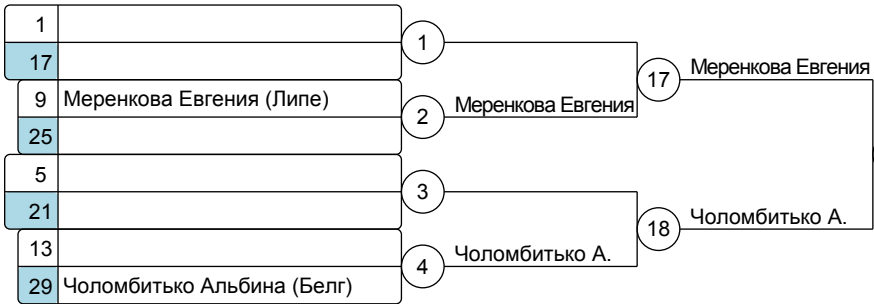 1
17
9 Меренкова Евгения (Липе)
25
5
21
13
29 Чоломбитько Альбина (Белг)
1
2
3
4
Меренкова Евгения
Чоломбитько А.
17
18
Меренкова Евгения
Чоломбитько А.